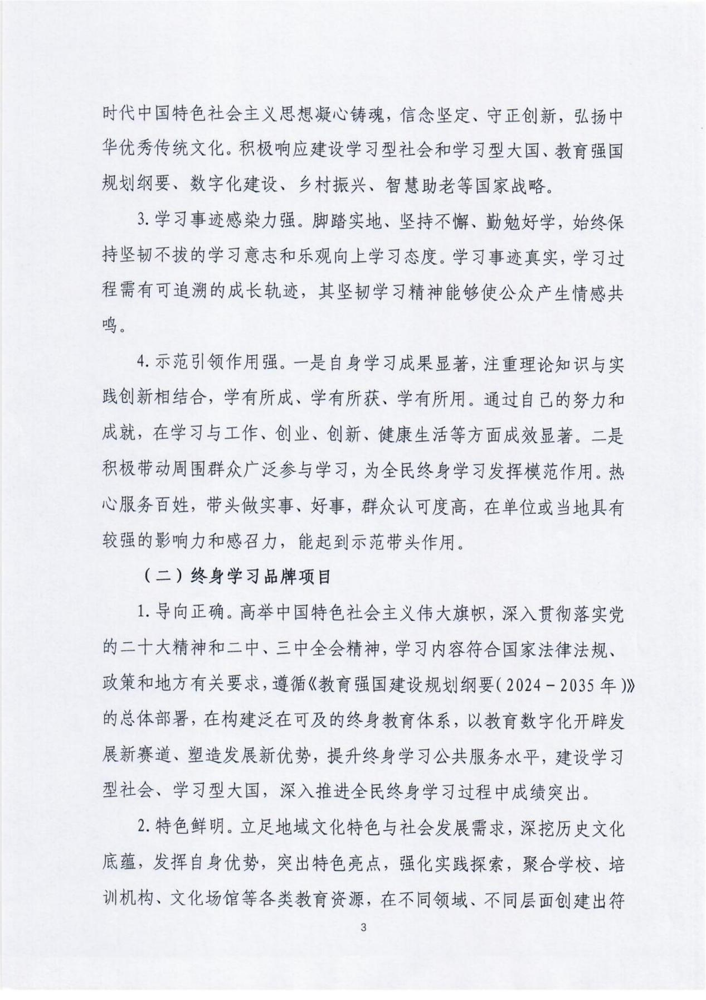 时代中国特色社会主义思想凝心铸魂，信念坚定、守正创新，弘扬中
华优秀传统文化。积极响应建设学习型社会和学习型大国、教育强国
规划纲要、数字化建设、乡村振兴、智慧助老等国家战略。
3. 学习事迹感染力强。脚踏实地、坚持不懈、勤勉好学，始终保
持坚韧不拔的学习意志和乐观向上学习态度。学习事迹真实，学习过
程需有可追溯的成长轨迹，其坚韧学习精神能够使公众产生情感共
鸣。
4. 示范引领作用强。一是自身学习成果显著，注重理论知识与实
践创新相结合，学有所成、学有所获、学有所用。通过自己的努力和
成就，在学习与工作、创业、创新、健康生活等方面成效显著。二是
积极带动周围群众广泛参与学习，为全民终身学习发挥模范作用。热
心服务百姓，带头做实事、好事，群众认可度高，在单位或当地具有
较强的影响力和感召力，能起到示范带头作用。
（二）终身学习品牌项目
1. 导向正确。高举中国特色社会主义伟大旗帜，深入贯彻落实党
的二十大精神和二中、三中全会精神，学习内容符合国家法律法规、
政策和地方有关要求，遵循《教育强国建设规划纲要（2024－2035 年）》
的总体部署，在构建泛在可及的终身教育体系，以教育数字化开辟发
展新赛道、塑造发展新优势，提升终身学习公共服务水平，建设学习
型社会、学习型大国，深入推进全民终身学习过程中成绩突出。
2. 特色鲜明。立足地域文化特色与社会发展需求，深挖历史文化
底蕴，发挥自身优势，突出特色亮点，强化实践探索，聚合学校、培
训机构、文化场馆等各类教育资源，在不同领域、不同层面创建出符
3